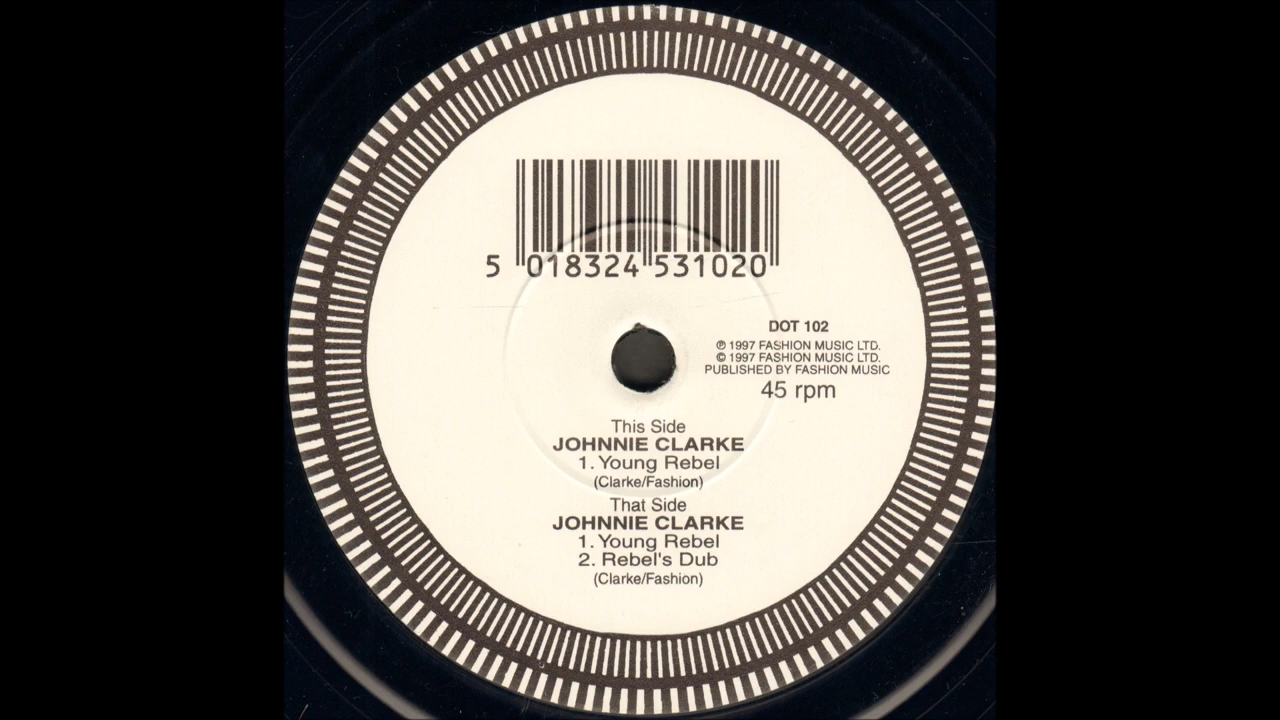 5 018324 531020
DOT 102
℗ 1997 FASHION MUSIC LTD.
© 1997 FASHION MUSIC LTD.
PUBLISHED BY FASHION MUSIC
45 rpm
This Side
JOHNNIE CLARKE
1. Young Rebel
(Clarke/Fashion)
That Side
JOHNNIE CLARKE
1. Young Rebel
2. Rebel's Dub
(Clarke/Fashion)